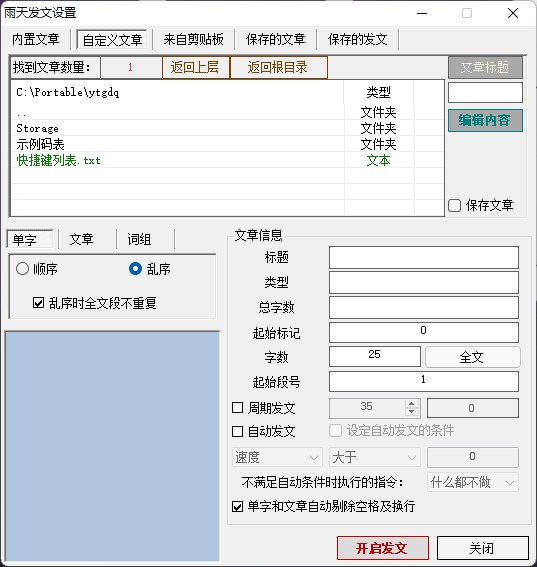 雨天发文设置
内置文章 自定义文章 来自剪贴板 保存的文章 保存的发文
找到文章数量： 1 返回上层 返回根目录 文章标题
C:\Portable\ytgdq 类型
.. 文件夹
Storage 文件夹
示例码表 文件夹
快捷键列表.txt 文本
编辑内容
保存文章
单字 文章 词组
顺序 乱序
乱序时全文段不重复
文章信息
标题
类型
总字数
起始标记 0
字数 25 全文
起始段号 1
周期发文 35 0
自动发文 设定自动发文的条件
速度 大于 0
不满足自动条件时执行的指令： 什么都不做
单字和文章自动剔除空格及换行
开启发文 关闭